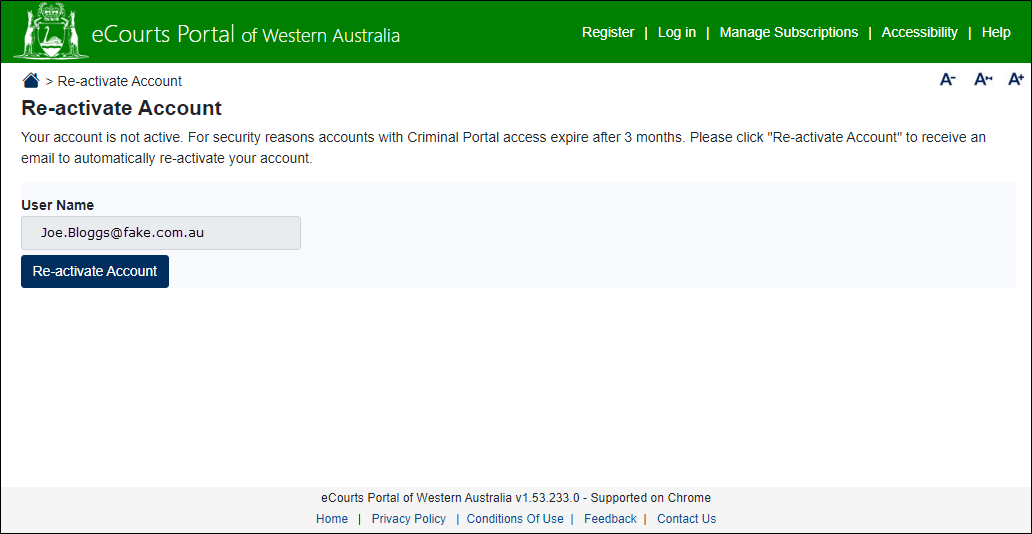 eCourts Portal of Western Australia
Register | Log in | Manage Subscriptions | Accessibility | Help
> Re-activate Account
A- A↔ A+
Re-activate Account
Your account is not active. For security reasons accounts with Criminal Portal access expire after 3 months. Please click "Re-activate Account" to receive an
email to automatically re-activate your account.
User Name
Joe.Bloggs@fake.com.au
Re-activate Account
eCourts Portal of Western Australia v1.53.233.0 - Supported on Chrome
Home | Privacy Policy | Conditions Of Use | Feedback | Contact Us